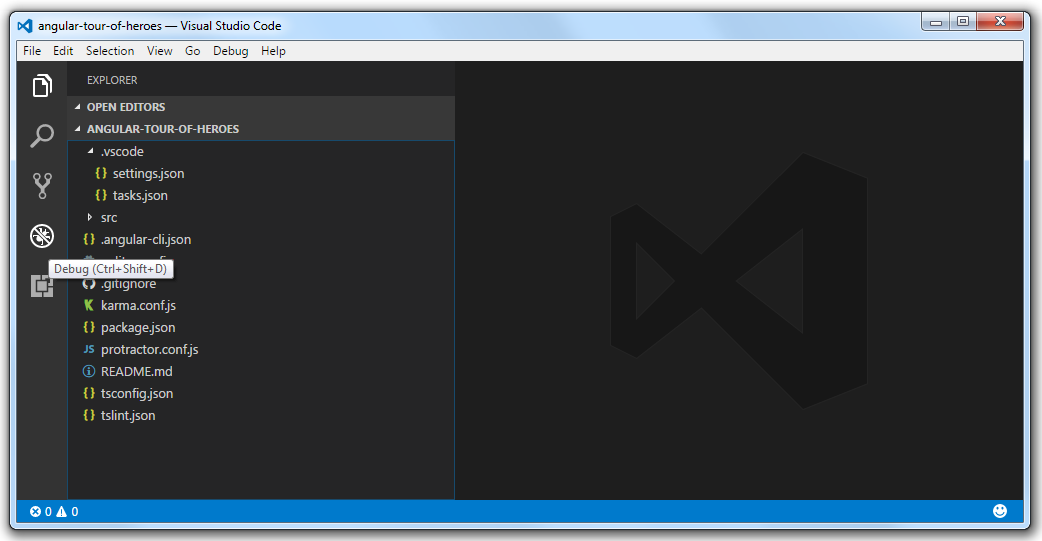 angular-tour-of-heroes — Visual Studio Code
File Edit Selection View Go Debug Help
EXPLORER
OPEN EDITORS
ANGULAR-TOUR-OF-HEROES
.vscode
{} settings.json
{} tasks.json
src
{} .angular-cli.json
Debug (Ctrl+Shift+D)
.gitignore
K karma.conf.js
{} package.json
JS protractor.conf.js
README.md
{} tsconfig.json
{} tslint.json
0 0